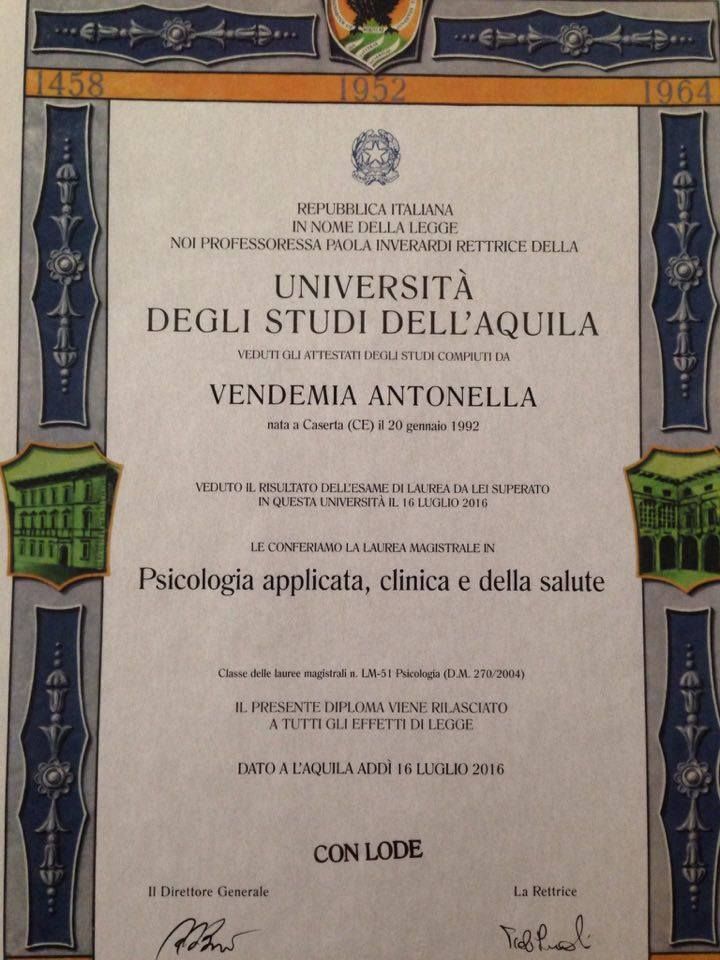 1458 1952 1964
REPUBBLICA ITALIANA
IN NOME DELLA LEGGE
NOI PROFESSORESSA PAOLA INVERARDI RETTRICE DELLA
UNIVERSITÀ
DEGLI STUDI DELL'AQUILA
VEDUTI GLI ATTESTATI DEGLI STUDI COMPIUTI DA
VENDEMIA ANTONELLA
nata a Caserta (CE) il 20 gennaio 1992
VEDUTO IL RISULTATO DELL'ESAME DI LAUREA DA LEI SUPERATO
IN QUESTA UNIVERSITÀ IL 16 LUGLIO 2016
LE CONFERIAMO LA LAUREA MAGISTRALE IN
Psicologia applicata, clinica e della salute
Classe delle lauree magistrali n. LM-51 Psicologia (D.M. 270/2004)
IL PRESENTE DIPLOMA VIENE RILASCIATO
A TUTTI GLI EFFETTI DI LEGGE
DATO A L'AQUILA ADDÌ 16 LUGLIO 2016
CON LODE
Il Direttore Generale La Rettrice